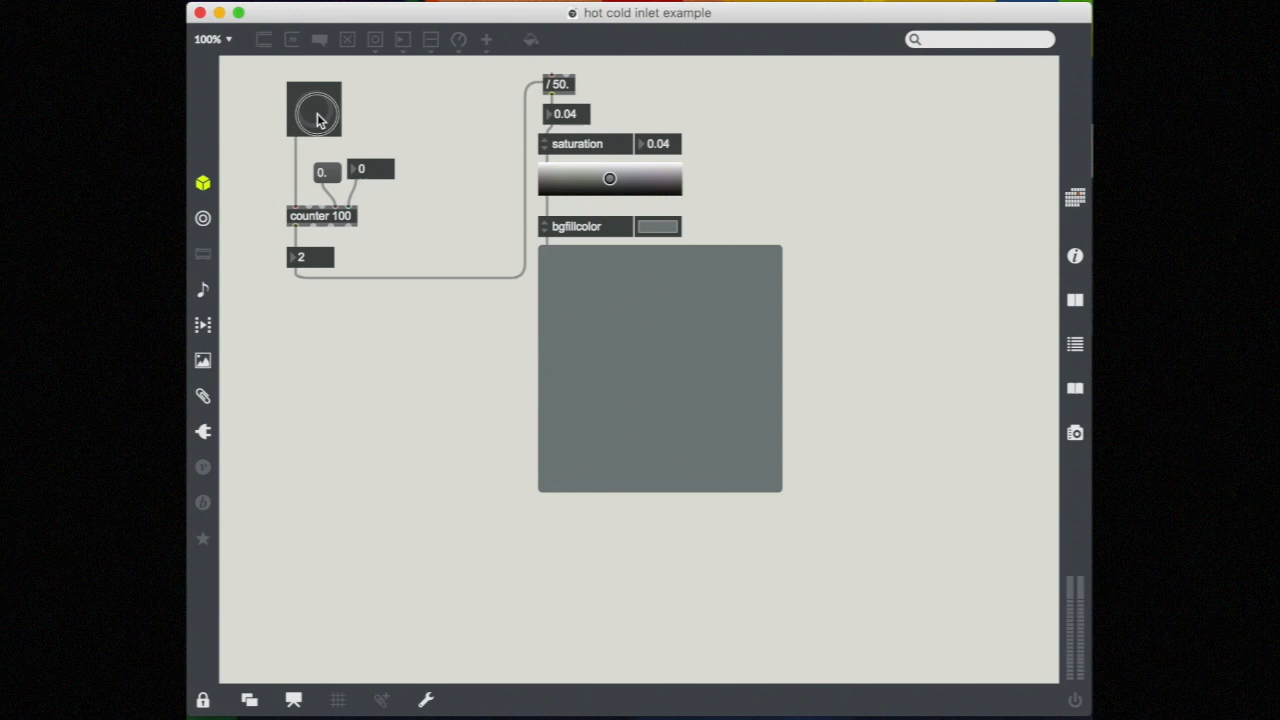 hot cold inlet example
100%
/ 50.
0.04
saturation 0.04
0. 0
counter 100
bgfillcolor
2